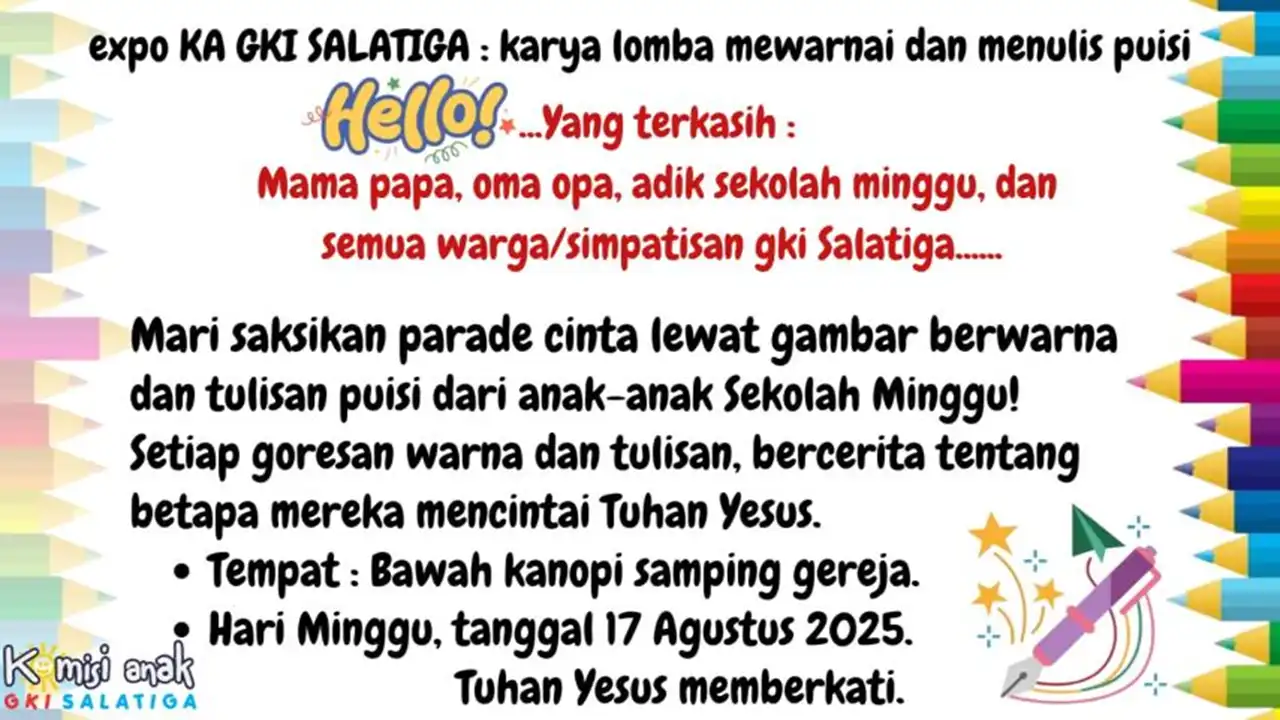 expo KA GKI SALATIGA : karya lomba mewarnai dan menulis puisi
Hello! ...Yang terkasih :
Mama papa, oma opa, adik sekolah minggu, dan
semua warga/simpatisan gki Salatiga......
Mari saksikan parade cinta lewat gambar berwarna
dan tulisan puisi dari anak-anak Sekolah Minggu!
Setiap goresan warna dan tulisan, bercerita tentang
betapa mereka mencintai Tuhan Yesus.
• Tempat : Bawah kanopi samping gereja.
• Hari Minggu, tanggal 17 Agustus 2025.
Tuhan Yesus memberkati.
Komisi anak
GKI SALATIGA